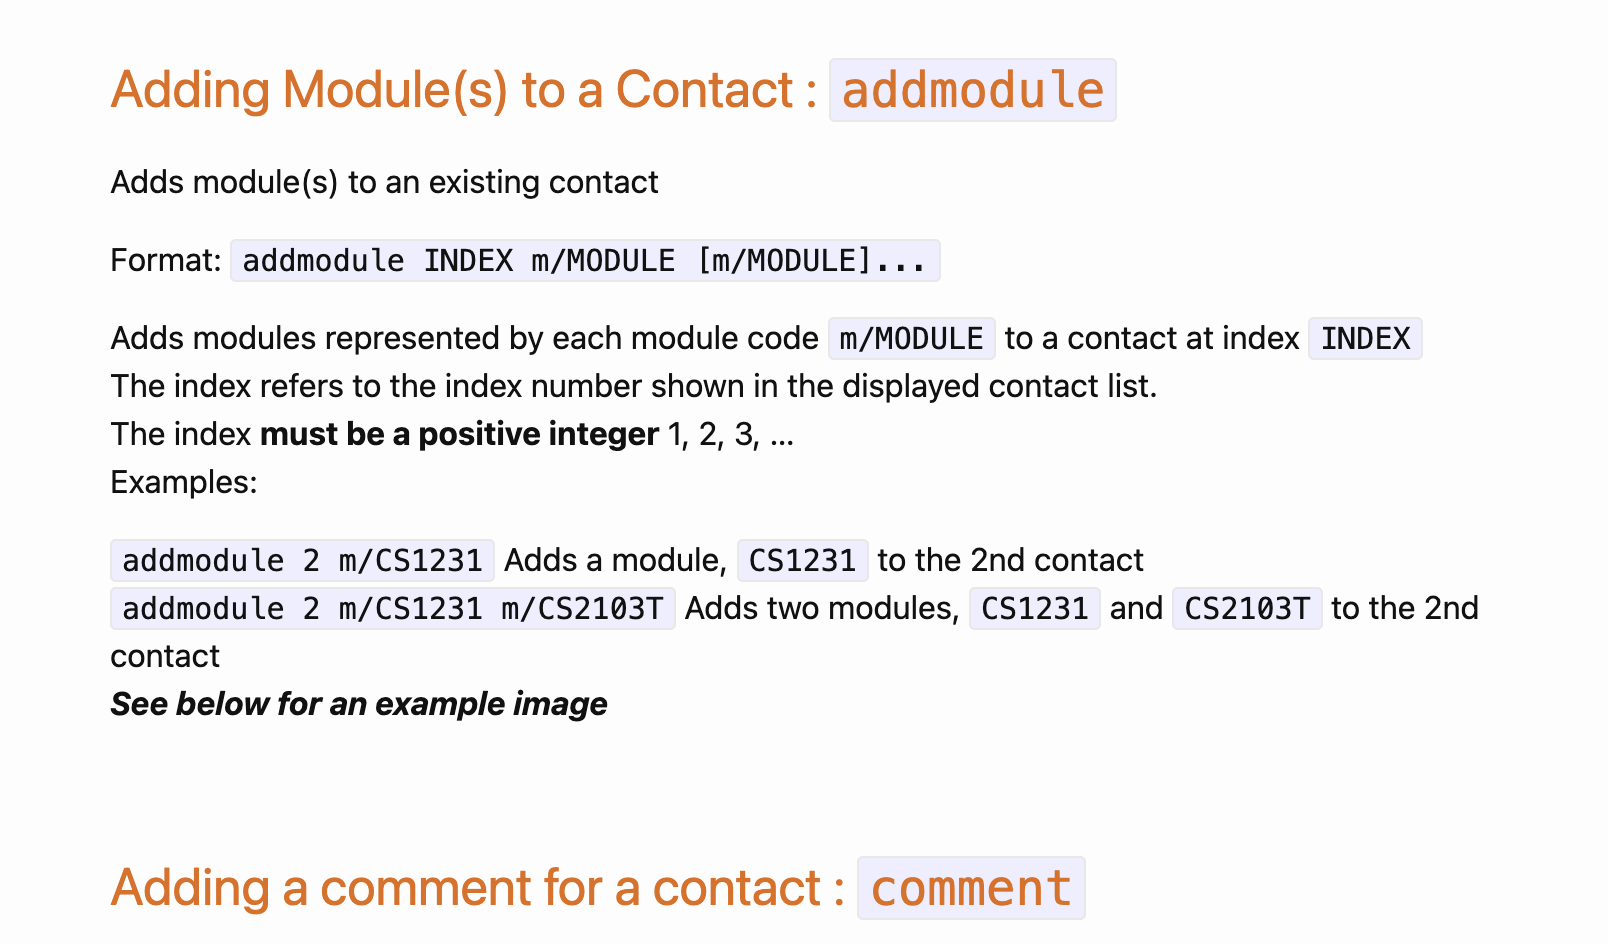 Adding Module(s) to a Contact : addmodule
Adds module(s) to an existing contact
Format: addmodule INDEX m/MODULE [m/MODULE]...
Adds modules represented by each module code m/MODULE to a contact at index INDEX
The index refers to the index number shown in the displayed contact list.
The index must be a positive integer 1, 2, 3, …
Examples:
addmodule 2 m/CS1231 Adds a module, CS1231 to the 2nd contact
addmodule 2 m/CS1231 m/CS2103T Adds two modules, CS1231 and CS2103T to the 2nd
contact
See below for an example image
Adding a comment for a contact : comment